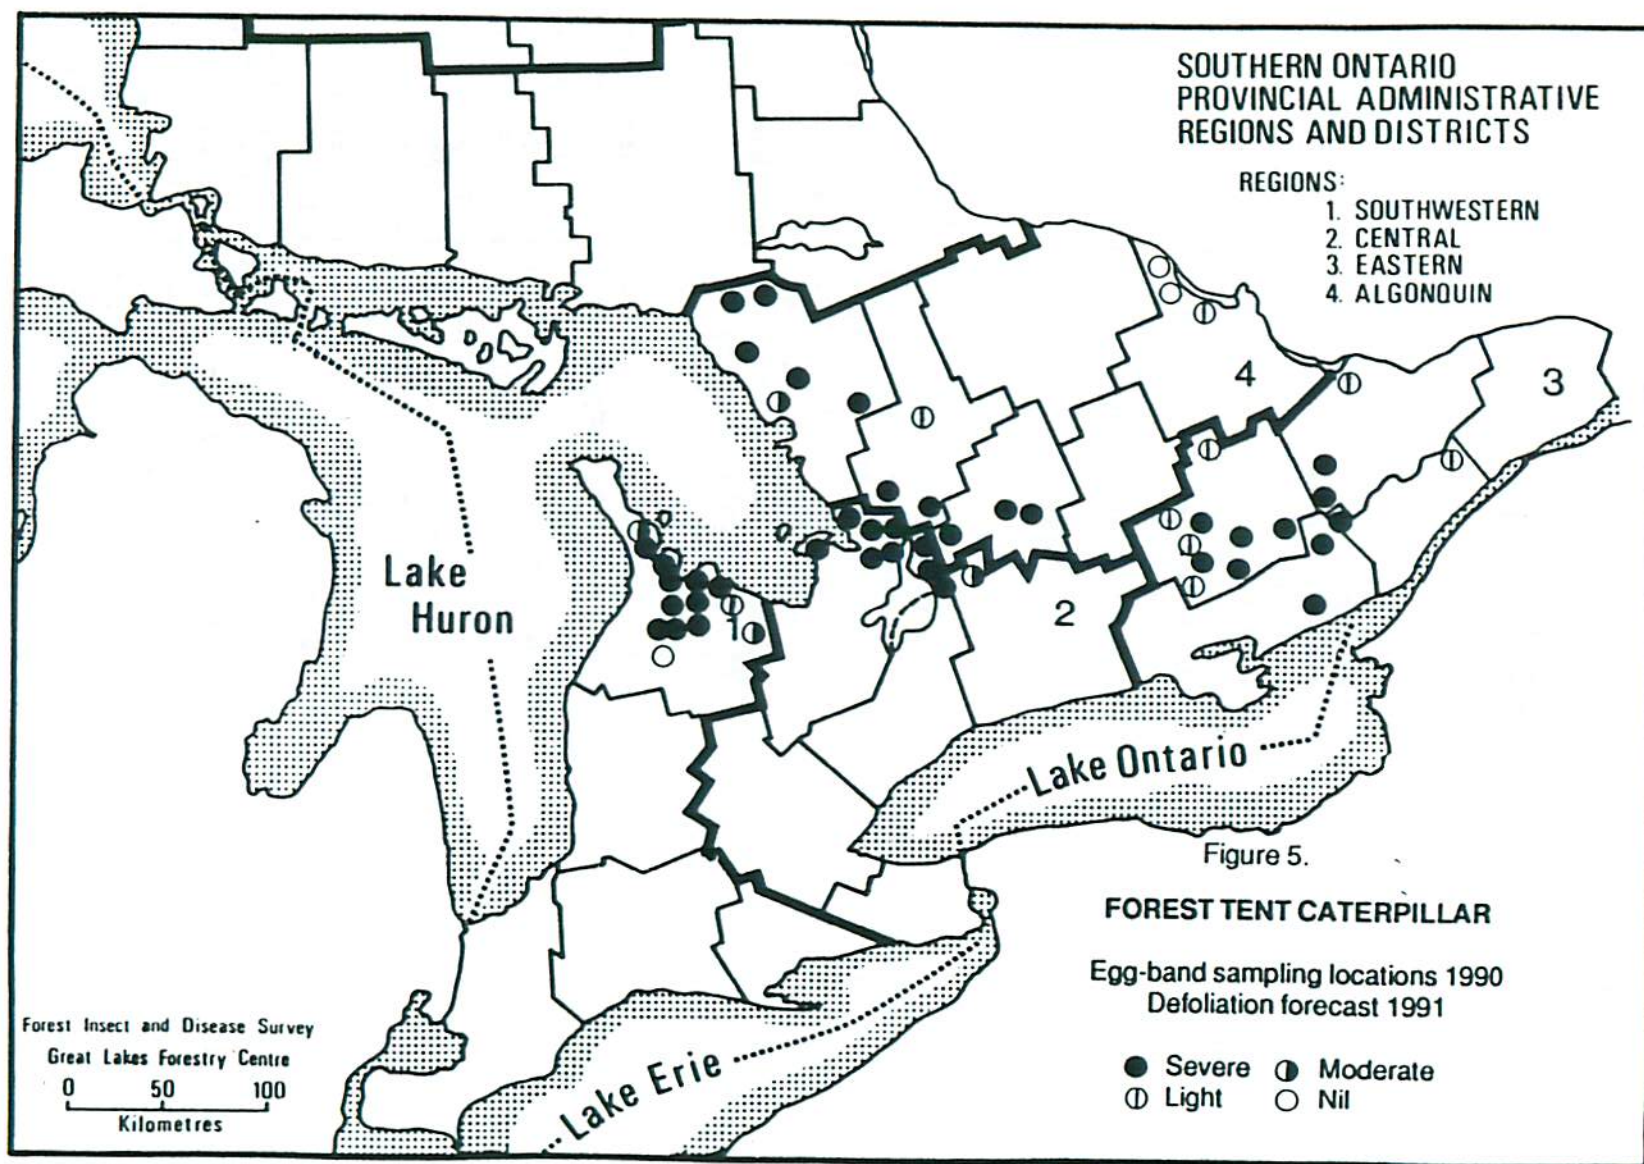 SOUTHERN ONTARIO
PROVINCIAL ADMINISTRATIVE
REGIONS AND DISTRICTS
REGIONS:
1. SOUTHWESTERN
2. CENTRAL
3. EASTERN
4. ALGONQUIN
4
3
Lake
Huron
1
2
Lake Ontario
Figure 5.
FOREST TENT CATERPILLAR
Egg-band sampling locations 1990
Defoliation forecast 1991
Severe Moderate
Light Nil
Forest Insect and Disease Survey
Great Lakes Forestry Centre
0 50 100
Kilometres
Lake Erie